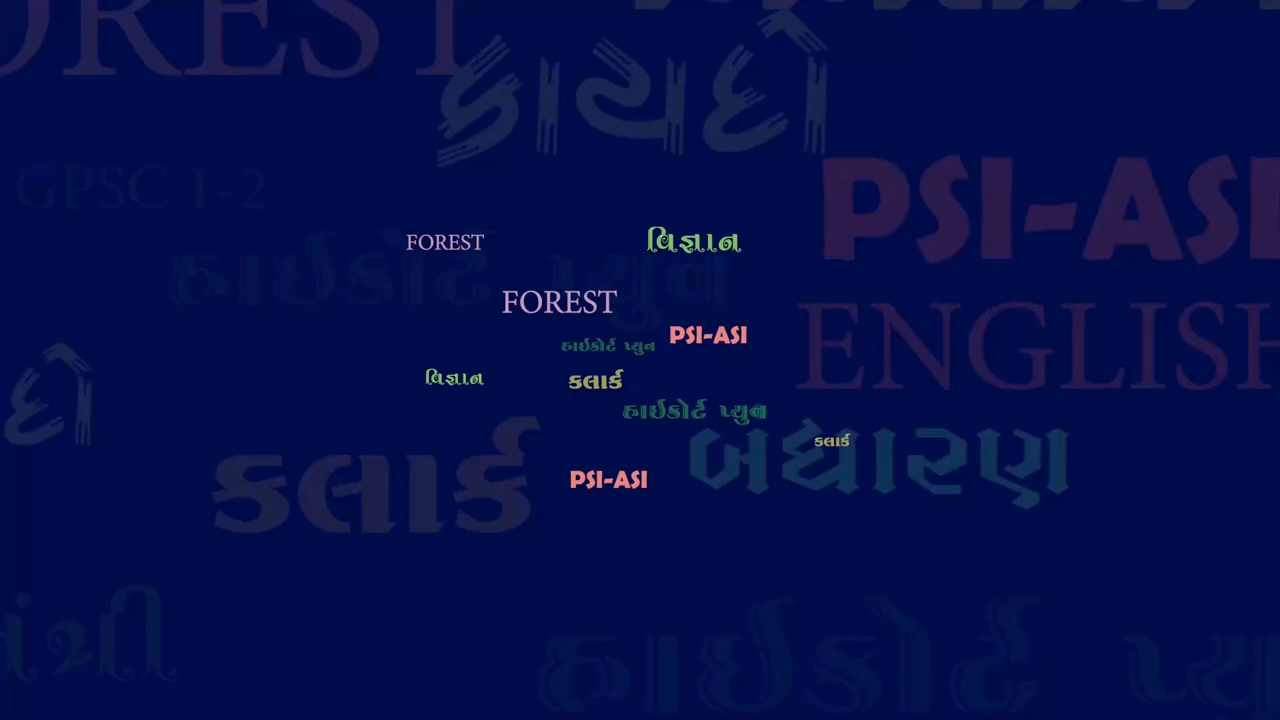 કાયદો
GPSC 1-2
PSI-ASI
FOREST
વિજ્ઞાન
હાઈકોર્ટ પ્યુન
FOREST
ENGLISH
PSI-ASI
હાઈકોર્ટ પ્યુન
વિજ્ઞાન
કલાર્ક
હાઈકોર્ટ પ્યુન
કલાર્ક
બધારણ
કલાર્ક
PSI-ASI
હાઈકોર્ટ